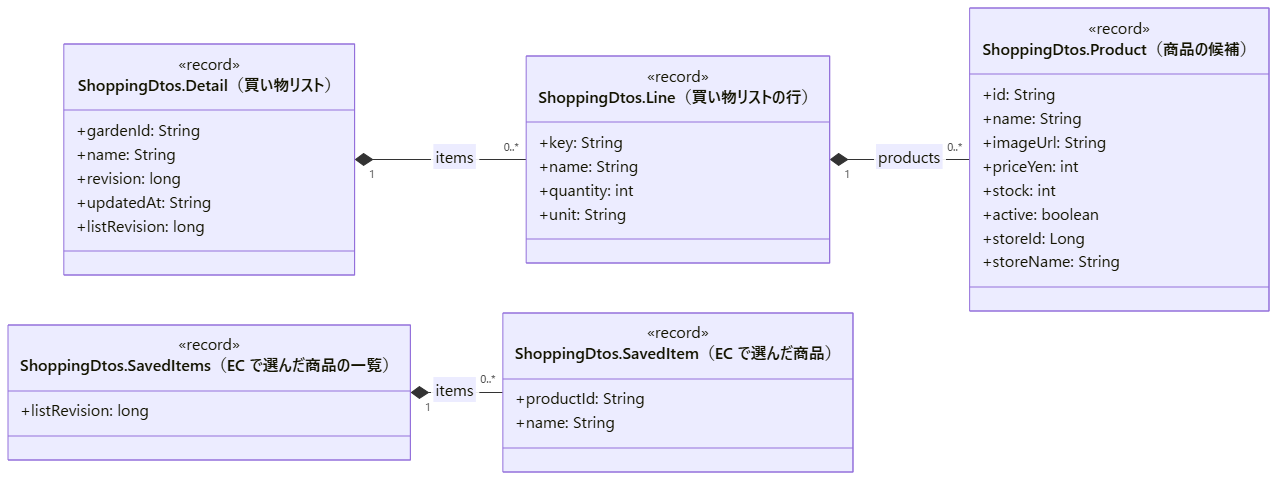 «record»
ShoppingDtos.Detail（買い物リスト）
+gardenId: String
+name: String
+revision: long
+updatedAt: String
+listRevision: long
1
items
0..*
«record»
ShoppingDtos.Line（買い物リストの行）
+key: String
+name: String
+quantity: int
+unit: String
1
products
0..*
«record»
ShoppingDtos.Product（商品の候補）
+id: String
+name: String
+imageUrl: String
+priceYen: int
+stock: int
+active: boolean
+storeId: Long
+storeName: String
«record»
ShoppingDtos.SavedItems（EC で選んだ商品の一覧）
+listRevision: long
1
items
0..*
«record»
ShoppingDtos.SavedItem（EC で選んだ商品）
+productId: String
+name: String